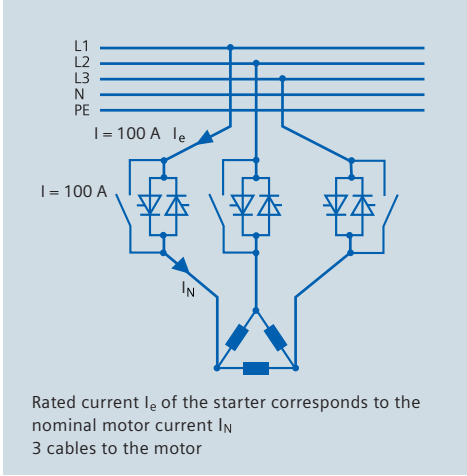 L1
L2
L3
N
PE
I = 100 A Ie
I = 100 A
IN
Rated current Ie of the starter corresponds to the
nominal motor current IN
3 cables to the motor